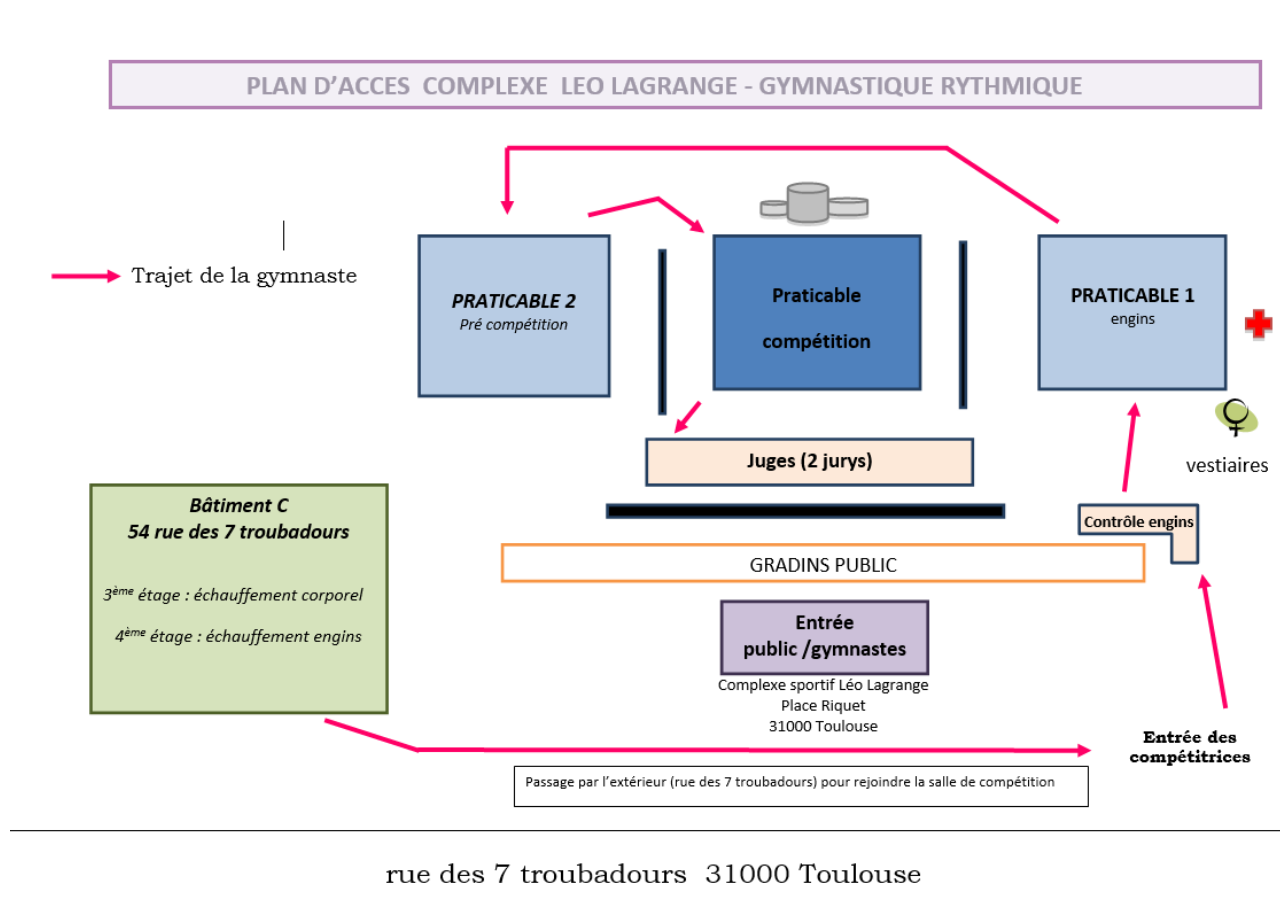 PLAN D’ACCES  COMPLEXE  LEO LAGRANGE - GYMNASTIQUE RYTHMIQUE
Trajet de la gymnaste
PRATICABLE 2
Pré compétition
Praticable
compétition
PRATICABLE 1
engins
vestiaires
Juges (2 jurys)
Bâtiment C
54 rue des 7 troubadours
3ème étage : échauffement corporel
4ème étage : échauffement engins
Contrôle engins
GRADINS PUBLIC
Entrée
public /gymnastes
Complexe sportif Léo Lagrange
Place Riquet
31000 Toulouse
Entrée des
compétitrices
Passage par l’extérieur (rue des 7 troubadours) pour rejoindre la salle de compétition
rue des 7 troubadours  31000 Toulouse